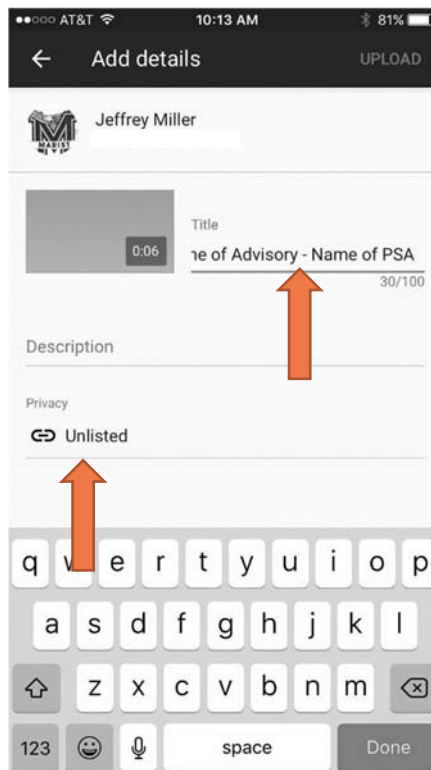 AT&T 10:13 AM 81%
Add details UPLOAD
M
MARIST
Jeffrey Miller
0:06
Title
ne of Advisory - Name of PSA
30/100
Description
Privacy
Unlisted
q w e r t y u i o p
a s d f g h j k l
z x c v b n m
123 space Done